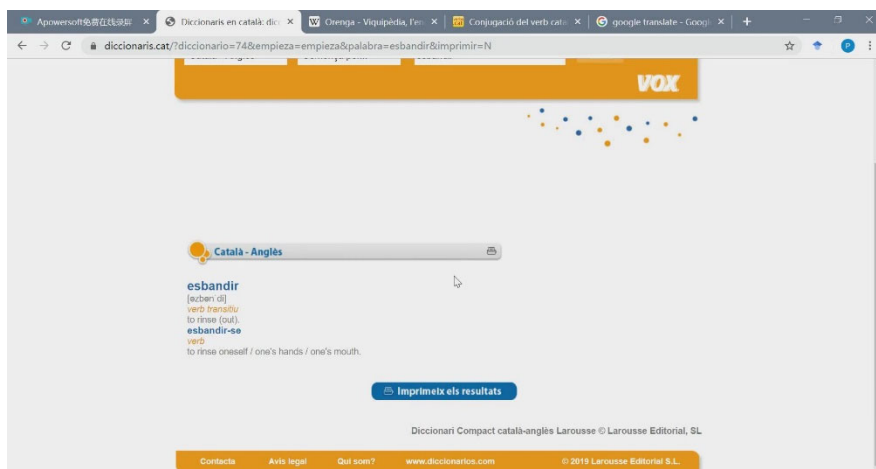 Apowersoft免费在线录屏
Diccionaris en català: dicc
Orenga - Viquipèdia, l'en
Conjugació del verb cata
google translate - Googl
diccionaris.cat/?diccionario=74&empieza=empieza&palabra=esbandir&imprimir=N
VOX
Català - Anglès
esbandir
[əzbənˈdi]
verb transitiu
to rinse (out).
esbandir-se
verb
to rinse oneself / one's hands / one's mouth.
Imprimeix els resultats
Diccionari Compact català-anglès Larousse © Larousse Editorial, SL
Contacta Avis legal Qui som? www.diccionarios.com © 2019 Larousse Editorial S.L.